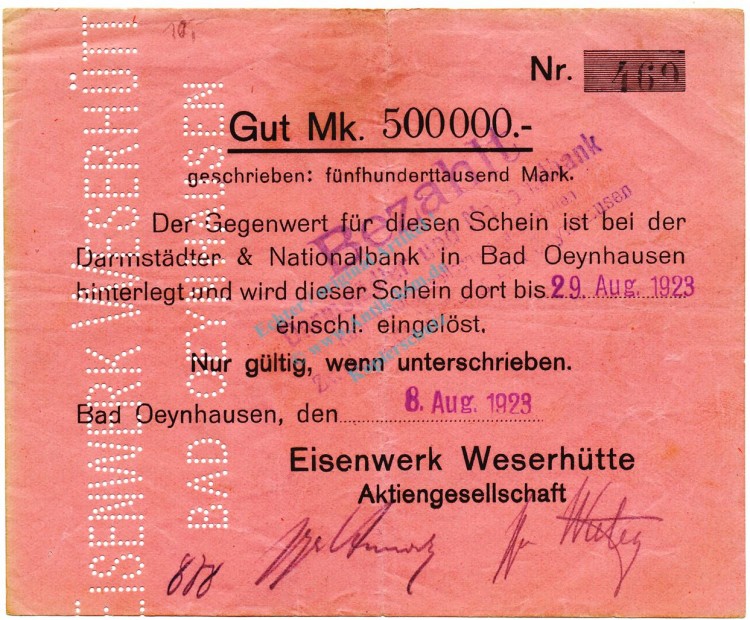 18.
Nr. 469
Gut Mk. 500000.-
geschrieben: fünfhunderttausend Mark.
Der Gegenwert für diesen Schein ist bei der
Darmstädter & Nationalbank in Bad Oeynhausen
hinterlegt und wird dieser Schein dort bis 29. Aug. 1923
einschl. eingelöst.
Nur gültig, wenn unterschrieben.
Bad Oeynhausen, den 8. Aug. 1923
Eisenwerk Weserhütte
Aktiengesellschaft
888
EISENWERK WESERHÜTT
BAD OEYNHAUSEN
Bezahlt